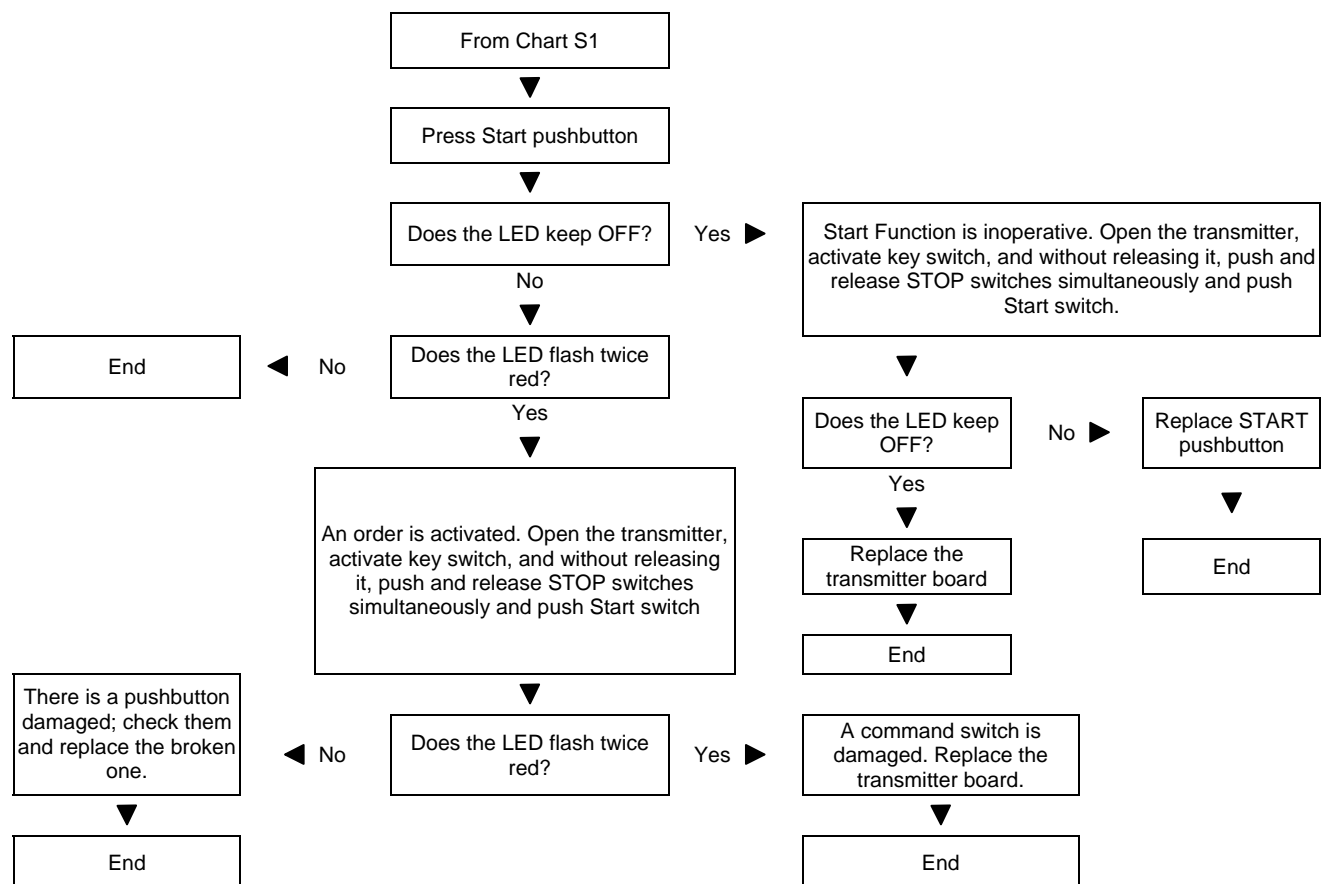 From Chart S1
Press Start pushbutton
Does the LED keep OFF?
Yes
Start Function is inoperative. Open the transmitter,
activate key switch, and without releasing it, push and
release STOP switches simultaneously and push
Start switch.
No
End
No
Does the LED flash twice
red?
Yes
Does the LED keep
OFF?
No
Replace START
pushbutton
Yes
An order is activated. Open the transmitter,
activate key switch, and without releasing
it, push and release STOP switches
simultaneously and push Start switch
Replace the
transmitter board
End
End
There is a pushbutton
damaged; check them
and replace the broken
one.
No
Does the LED flash twice
red?
Yes
A command switch is
damaged. Replace the
transmitter board.
End
End